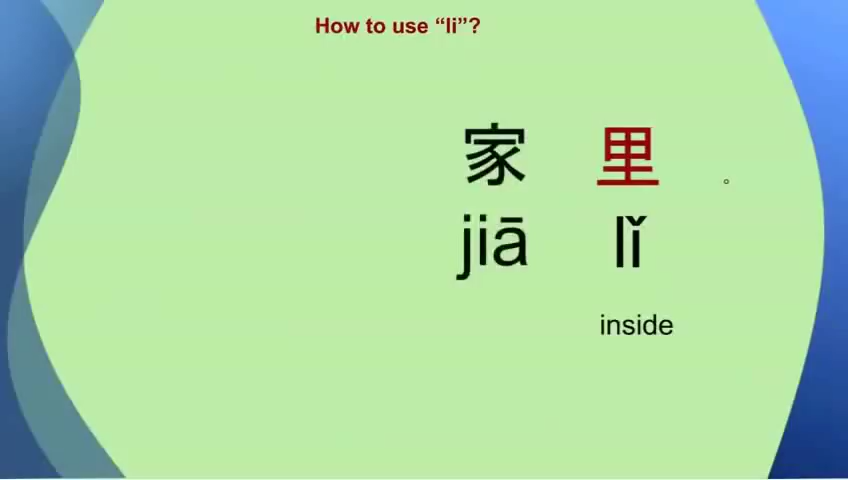 How to use “li”?
家 里 。
jiā lǐ
inside